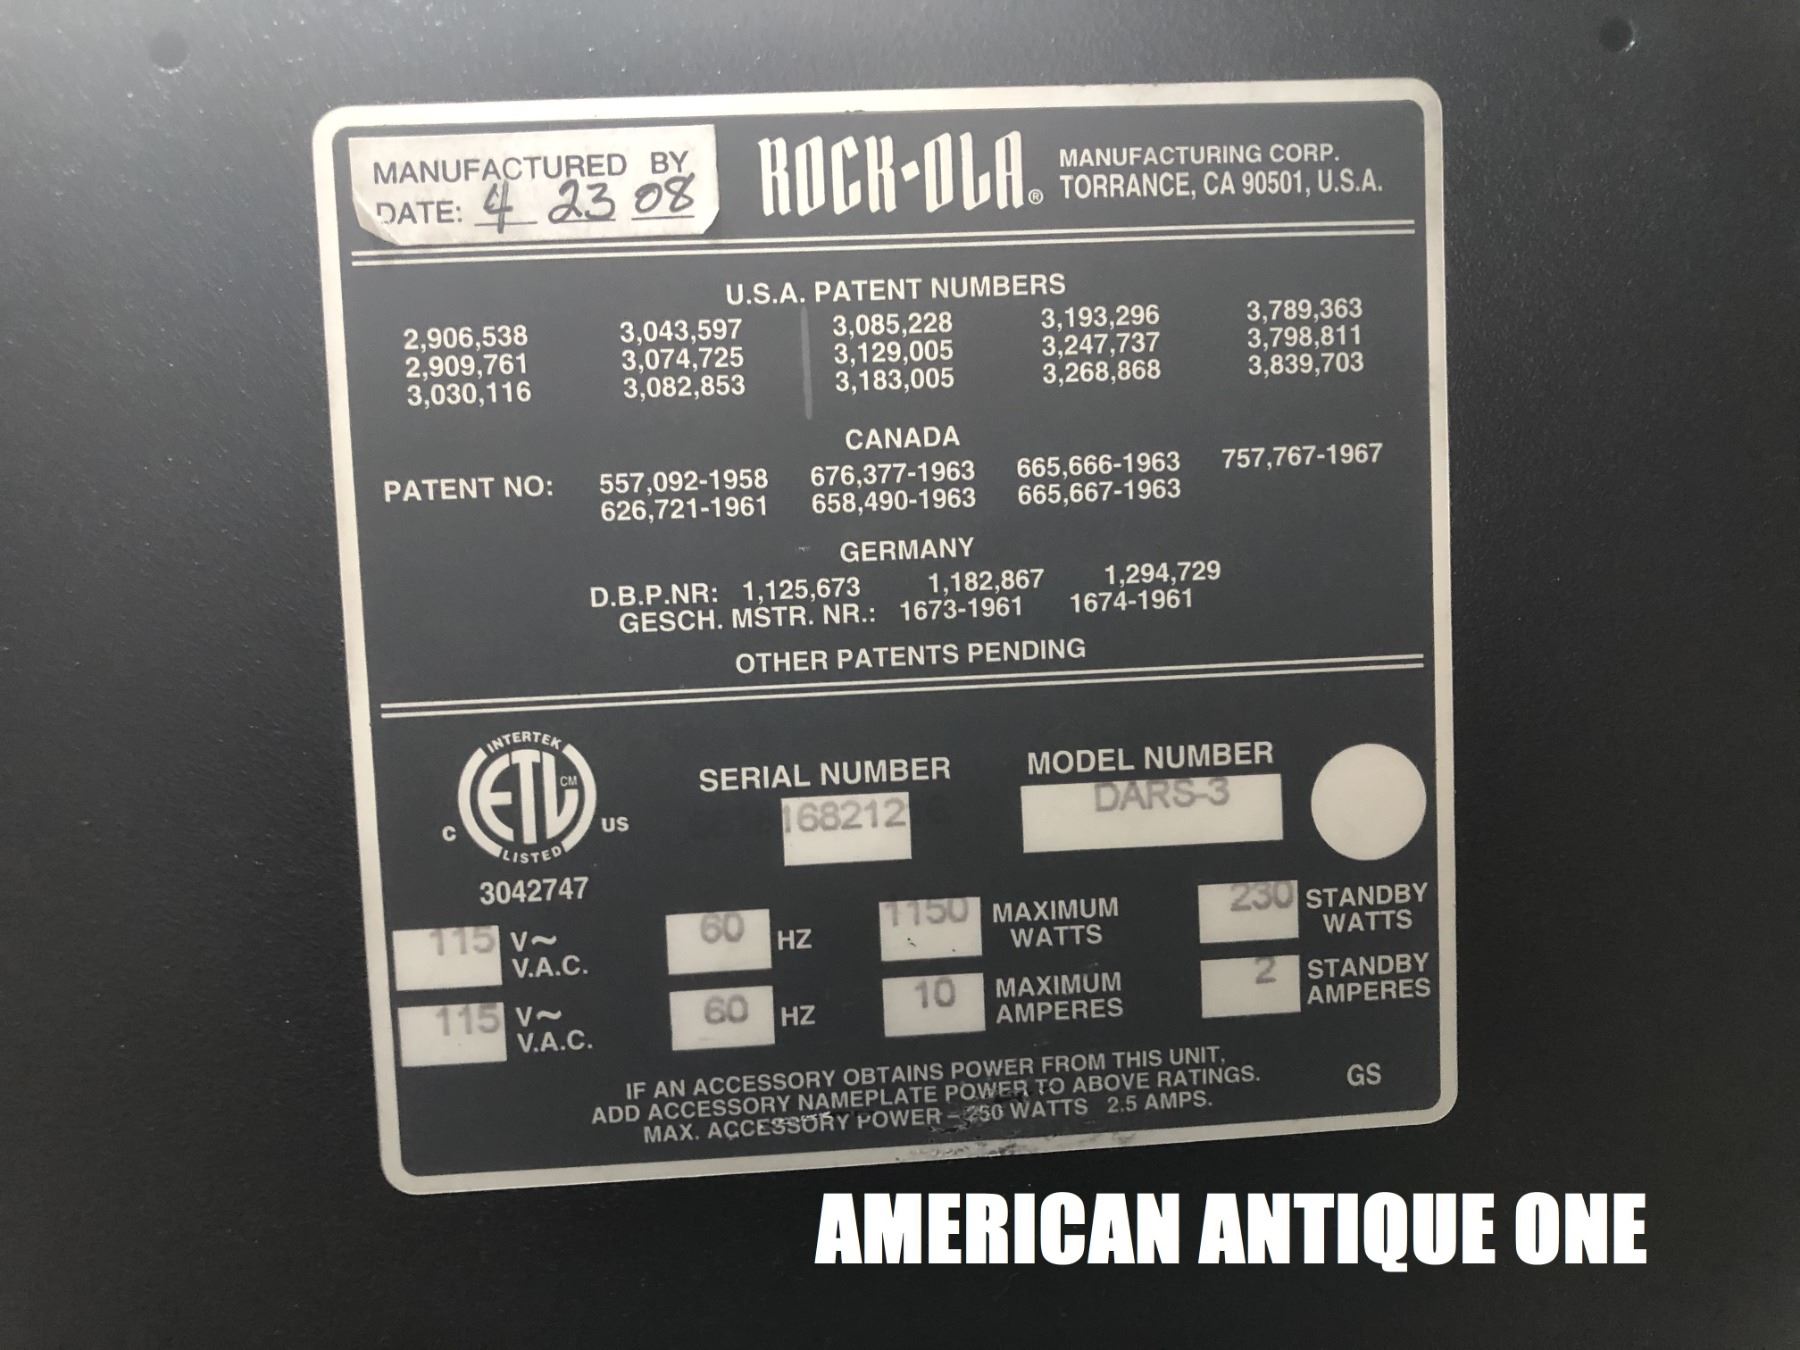 MANUFACTURED BY
DATE: 4 23 08
ROCK-OLA® MANUFACTURING CORP.
TORRANCE, CA 90501, U.S.A.
U.S.A. PATENT NUMBERS
2,906,538 3,043,597 3,085,228 3,193,296 3,789,363
2,909,761 3,074,725 3,129,005 3,247,737 3,798,811
3,030,116 3,082,853 3,183,005 3,268,868 3,839,703
CANADA
PATENT NO: 557,092-1958 676,377-1963 665,666-1963 757,767-1967
626,721-1961 658,490-1963 665,667-1963
GERMANY
D.B.P.NR: 1,125,673 1,182,867 1,294,729
GESCH. MSTR. NR.: 1673-1961 1674-1961
OTHER PATENTS PENDING
INTERTEK
ETL CM
LISTED
C US
3042747
SERIAL NUMBER
168212
MODEL NUMBER
DARS-3
115 V~ V.A.C. 60 HZ 1150 MAXIMUM WATTS 230 STANDBY WATTS
115 V~ V.A.C. 60 HZ 10 MAXIMUM AMPERES 2 STANDBY AMPERES
IF AN ACCESSORY OBTAINS POWER FROM THIS UNIT,
ADD ACCESSORY NAMEPLATE POWER TO ABOVE RATINGS.
MAX. ACCESSORY POWER - 250 WATTS 2.5 AMPS.
GS
AMERICAN ANTIQUE ONE